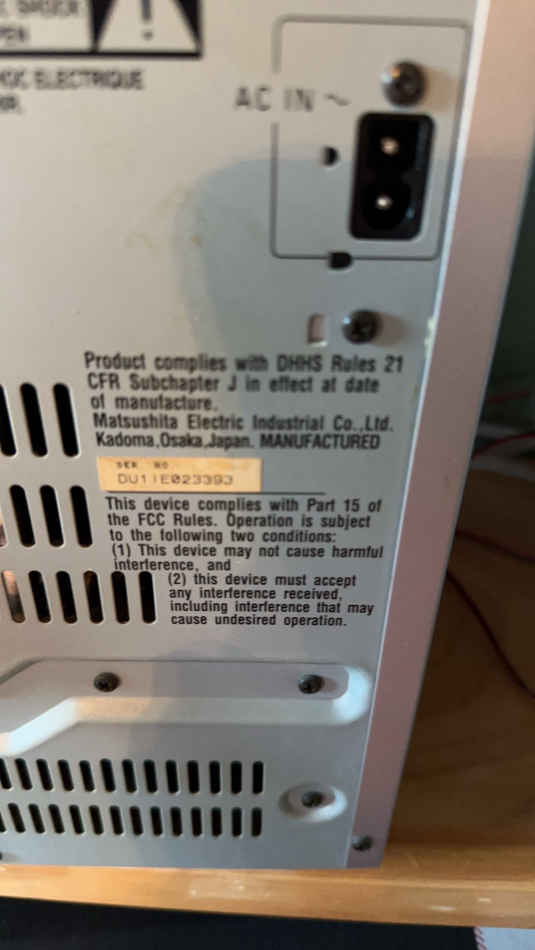 OPEN
CHOC ELECTRIQUE
AC IN ~
Product complies with DHHS Rules 21
CFR Subchapter J in effect at date
of manufacture.
Matsushita Electric Industrial Co.,Ltd.
Kadoma,Osaka,Japan. MANUFACTURED
SER NO
DU1IE023393
This device complies with Part 15 of
the FCC Rules. Operation is subject
to the following two conditions:
(1) This device may not cause harmful
interference, and
(2) this device must accept
any interference received,
including interference that may
cause undesired operation.